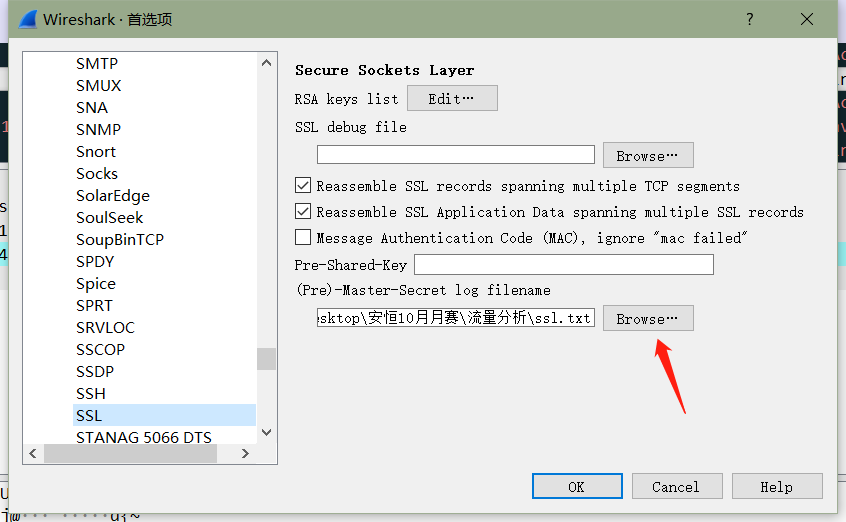 Wireshark · 首选项
SMTP
SMUX
SNA
SNMP
Snort
Socks
SolarEdge
SoulSeek
SoupBinTCP
SPDY
Spice
SPRT
SRVLOC
SSCOP
SSDP
SSH
SSL
STANAG 5066 DTS
Secure Sockets Layer
RSA keys list Edit…
SSL debug file
Browse…
Reassemble SSL records spanning multiple TCP segments
Reassemble SSL Application Data spanning multiple SSL records
Message Authentication Code (MAC), ignore "mac failed"
Pre-Shared-Key
(Pre)-Master-Secret log filename
sktop\安恒10月月赛\流量分析\ssl.txt Browse…
OK Cancel Help